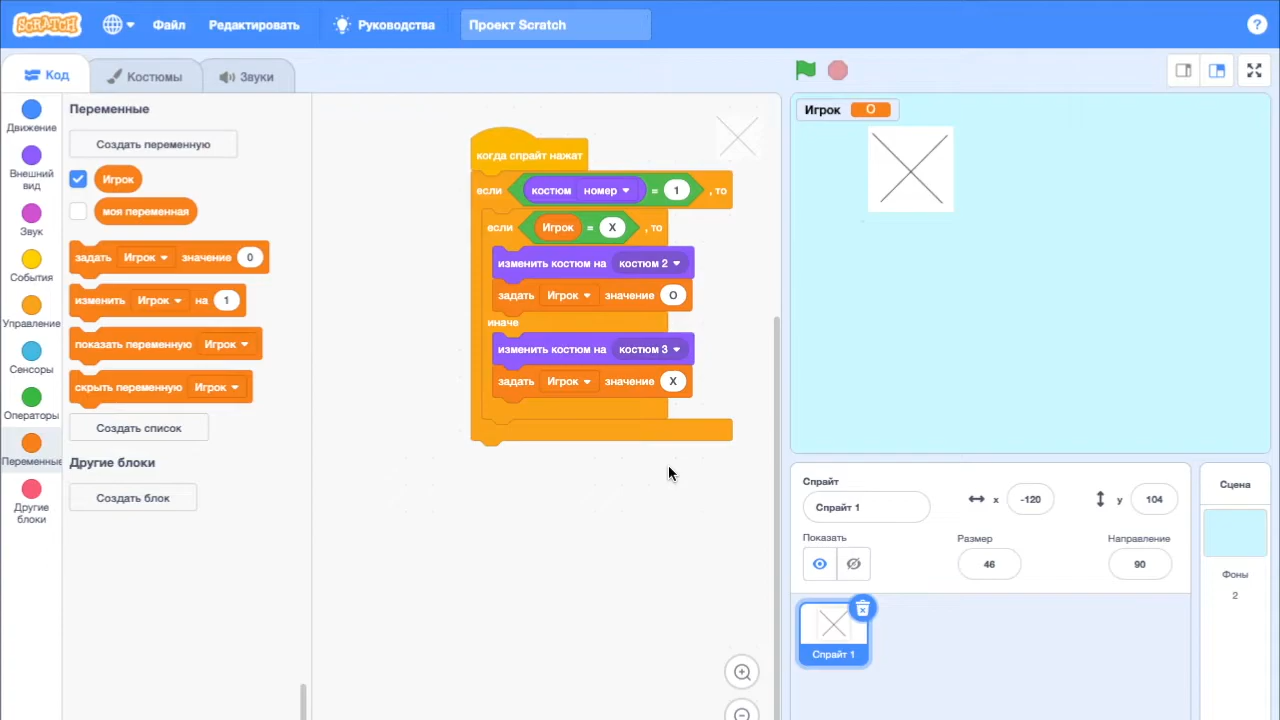 SCRATCH
Файл
Редактировать
Руководства
Проект Scratch
?
Код
Костюмы
Звуки
Движение
Внешний вид
Звук
События
Управление
Сенсоры
Операторы
Переменные
Другие блоки
Переменные
Создать переменную
Игрок
моя переменная
задать Игрок значение 0
изменить Игрок на 1
показать переменную Игрок
скрыть переменную Игрок
Создать список
Другие блоки
Создать блок
когда спрайт нажат
если костюм номер = 1 , то
если Игрок = X , то
изменить костюм на костюм 2
задать Игрок значение O
иначе
изменить костюм на костюм 3
задать Игрок значение X
Игрок O
Спрайт
Спрайт 1
x -120
y 104
Показать
Размер
46
Направление
90
Спрайт 1
Сцена
Фоны
2